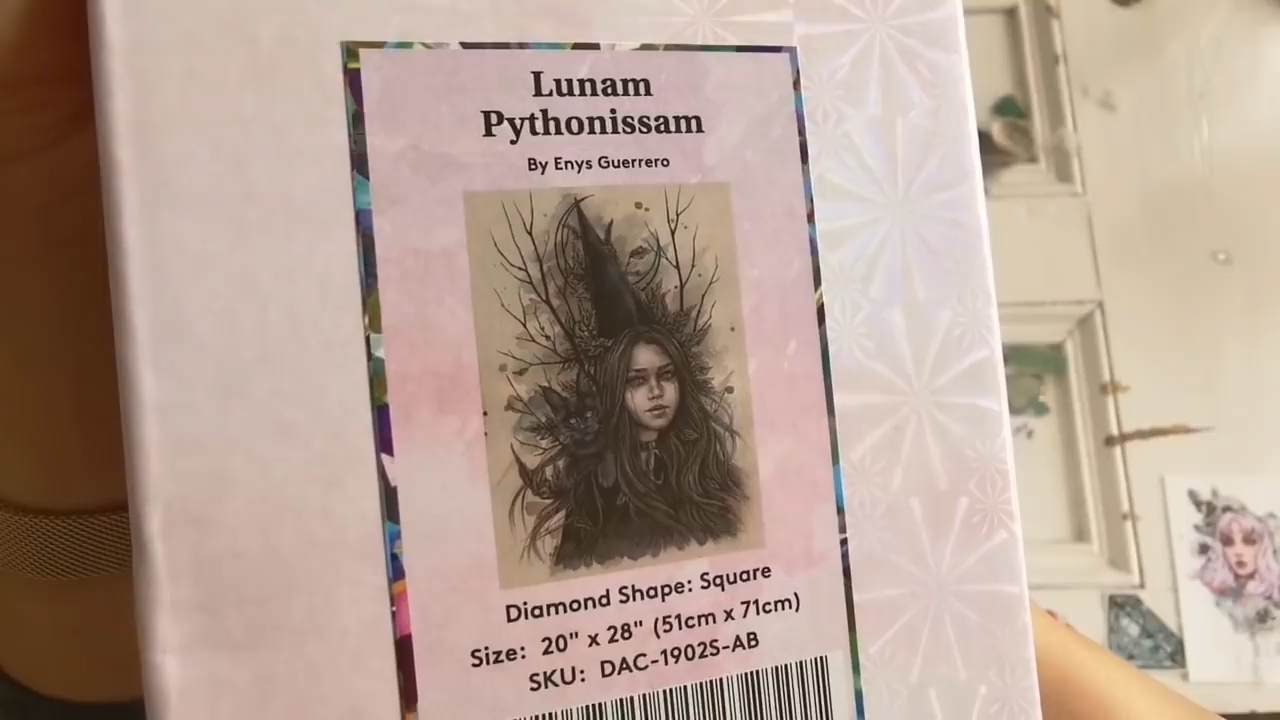 Lunam
Pythonissam
By Enys Guerrero
Diamond Shape: Square
Size: 20" x 28" (51cm x 71cm)
SKU: DAC-1902S-AB